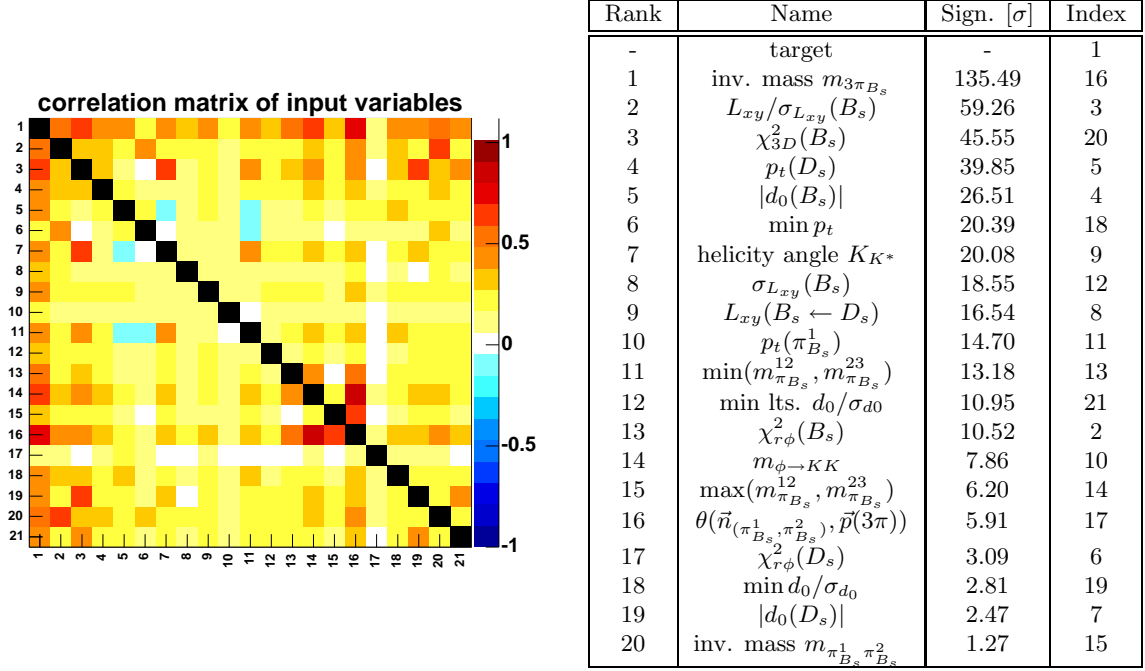 correlation matrix of input variables
1
2
3
4
5
6
7
8
9
10
11
12
13
14
15
16
17
18
19
20
21
1 2 3 4 5 6 7 8 9 10 11 12 13 14 15 16 17 18 19 20 21
1
0.5
0
-0.5
-1
Rank Name Sign. [σ] Index
- target - 1
1 inv. mass m_{3π_{B_s}} 135.49 16
2 L_{xy}/σ_{L_{xy}}(B_s) 59.26 3
3 χ²_{3D}(B_s) 45.55 20
4 p_t(D_s) 39.85 5
5 |d_0(B_s)| 26.51 4
6 min p_t 20.39 18
7 helicity angle K_{K*} 20.08 9
8 σ_{L_{xy}}(B_s) 18.55 12
9 L_{xy}(B_s ← D_s) 16.54 8
10 p_t(π^1_{B_s}) 14.70 11
11 min(m^{12}_{π_{B_s}}, m^{23}_{π_{B_s}}) 13.18 13
12 min lts. d_0/σ_{d0} 10.95 21
13 χ²_{rφ}(B_s) 10.52 2
14 m_{φ→KK} 7.86 10
15 max(m^{12}_{π_{B_s}}, m^{23}_{π_{B_s}}) 6.20 14
16 θ(n⃗_{(π^1_{B_s},π^2_{B_s})}, p⃗(3π)) 5.91 17
17 χ²_{rφ}(D_s) 3.09 6
18 min d_0/σ_{d_0} 2.81 19
19 |d_0(D_s)| 2.47 7
20 inv. mass m_{π^1_{B_s}π^2_{B_s}} 1.27 15